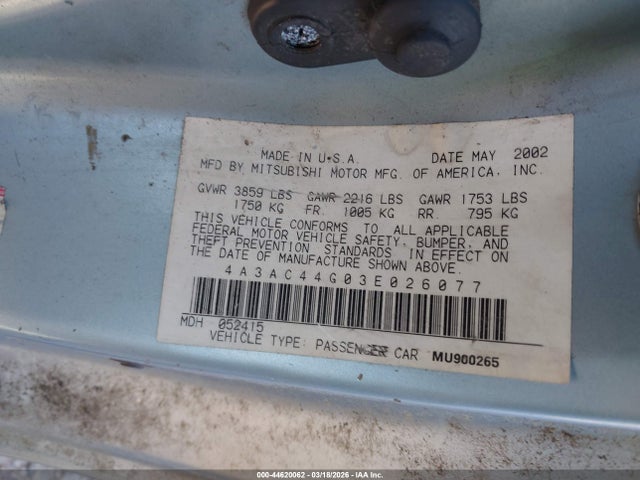 MADE IN U.S.A. DATE MAY 2002
MFD BY MITSUBISHI MOTOR MFG. OF AMERICA, INC.
GVWR 3859 LBS GAWR 2216 LBS GAWR 1753 LBS
1750 KG FR. 1005 KG RR. 795 KG
THIS VEHICLE CONFORMS TO ALL APPLICABLE
FEDERAL MOTOR VEHICLE SAFETY, BUMPER, AND
THEFT PREVENTION STANDARDS IN EFFECT ON
THE DATE OF MANUFACTURE SHOWN ABOVE.
4A3AC44G03E026077
MDH 052415
VEHICLE TYPE: PASSENGER CAR MU900265
000-44620062 - 03/18/2026 - IAA Inc.